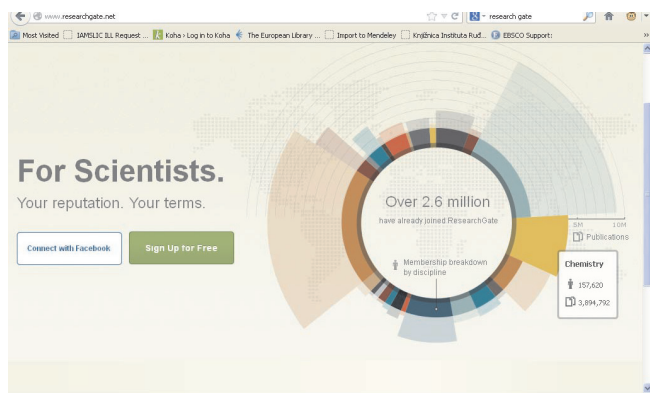 www.researchgate.net
research gate
Most Visited IAMSLIC ILL Request ... Koha › Log in to Koha The European Library ... Import to Mendeley Knjižnica Instituta Ruđ... EBSCO Support:
For Scientists.
Your reputation. Your terms.
Connect with Facebook
Sign Up for Free
Over 2.6 million
have already joined ResearchGate
Membership breakdown
by discipline
5M 10M
Publications
Chemistry
157,620
3,894,792